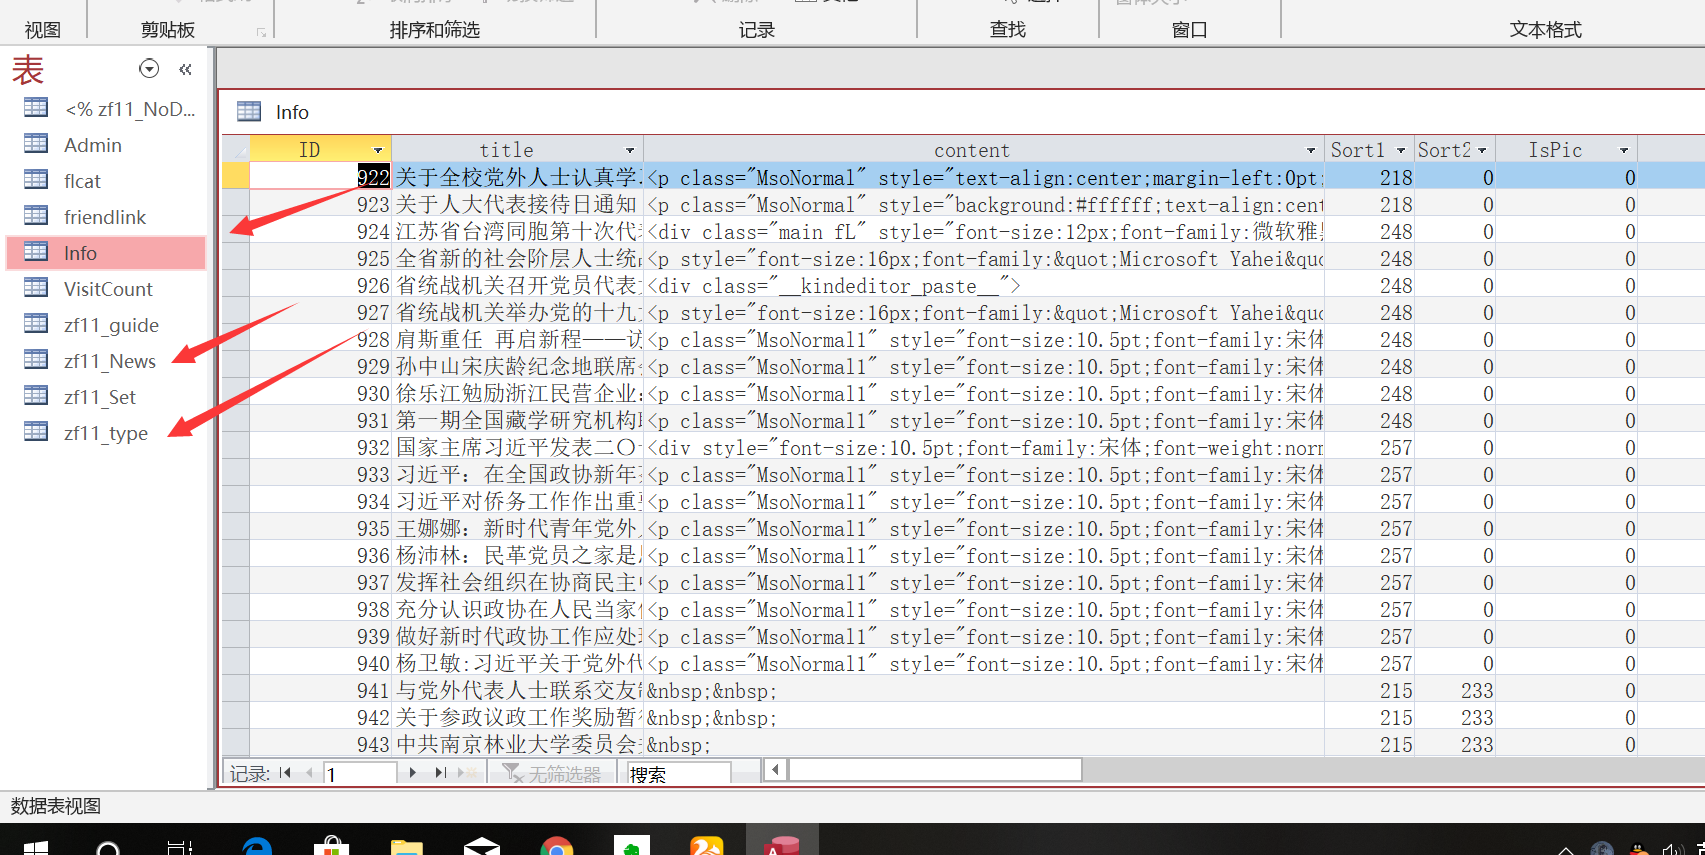 视图 剪贴板 排序和筛选 记录 查找 窗口 文本格式
表
<% zf11_NoD...
Admin
flcat
friendlink
Info
VisitCount
zf11_guide
zf11_News
zf11_Set
zf11_type
Info
ID title content Sort1 Sort2 IsPic
922 关于全校党外人士认真学 <p class="MsoNormal" style="text-align:center;margin-left:0pt; 218 0 0
923 关于人大代表接待日通知 <p class="MsoNormal" style="background:#ffffff;text-align:cent 218 0 0
924 江苏省台湾同胞第十次代 <div class="main fL" style="font-size:12px;font-family:微软雅 248 0 0
925 全省新的社会阶层人士统 <p style="font-size:16px;font-family:&quot;Microsoft Yahei&quo 248 0 0
926 省统战机关召开党员代表 <div class="__kindeditor_paste__"> 248 0 0
927 省统战机关举办党的十九 <p style="font-size:16px;font-family:&quot;Microsoft Yahei&quo 248 0 0
928 肩斯重任 再启新程——访 <p class="MsoNormal1" style="font-size:10.5pt;font-family:宋体 248 0 0
929 孙中山宋庆龄纪念地联席 <p class="MsoNormal1" style="font-size:10.5pt;font-family:宋体 248 0 0
930 徐乐江勉励浙江民营企业 <p class="MsoNormal1" style="font-size:10.5pt;font-family:宋体 248 0 0
931 第一期全国藏学研究机构 <p class="MsoNormal1" style="font-size:10.5pt;font-family:宋体 248 0 0
932 国家主席习近平发表二〇 <div style="font-size:10.5pt;font-family:宋体;font-weight:norm 257 0 0
933 习近平：在全国政协新年 <p class="MsoNormal1" style="font-size:10.5pt;font-family:宋体 257 0 0
934 习近平对侨务工作作出重 <p class="MsoNormal1" style="font-size:10.5pt;font-family:宋体 257 0 0
935 王娜娜：新时代青年党外 <p class="MsoNormal1" style="font-size:10.5pt;font-family:宋体 257 0 0
936 杨沛林：民革党员之家是 <p class="MsoNormal1" style="font-size:10.5pt;font-family:宋体 257 0 0
937 发挥社会组织在协商民主 <p class="MsoNormal1" style="font-size:10.5pt;font-family:宋体 257 0 0
938 充分认识政协在人民当家 <p class="MsoNormal1" style="font-size:10.5pt;font-family:宋体 257 0 0
939 做好新时代政协工作应处 <p class="MsoNormal1" style="font-size:10.5pt;font-family:宋体 257 0 0
940 杨卫敏:习近平关于党外代 <p class="MsoNormal1" style="font-size:10.5pt;font-family:宋体 257 0 0
941 与党外代表人士联系交友 &nbsp;&nbsp; 215 233 0
942 关于参政议政工作奖励暂 &nbsp;&nbsp; 215 233 0
943 中共南京林业大学委员会 &nbsp; 215 233 0
记录: 1 无筛选器 搜索
数据表视图